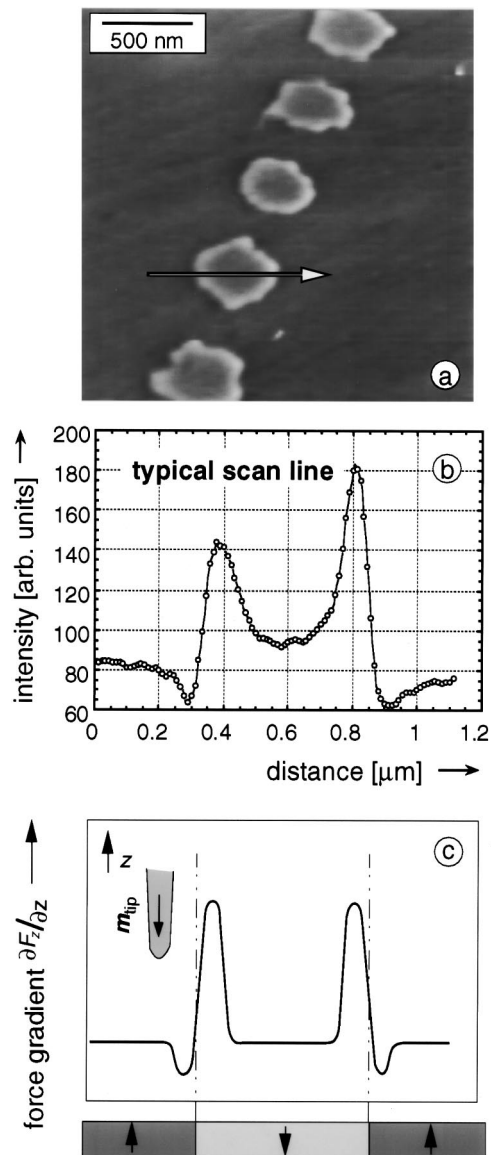 500 nm
a
intensity [arb. units]
200
180
160
140
120
100
80
60
typical scan line
b
0
0.2
0.4
0.6
0.8
1
1.2
distance [μm]
force gradient ∂Fz/∂z
z
c
mtip